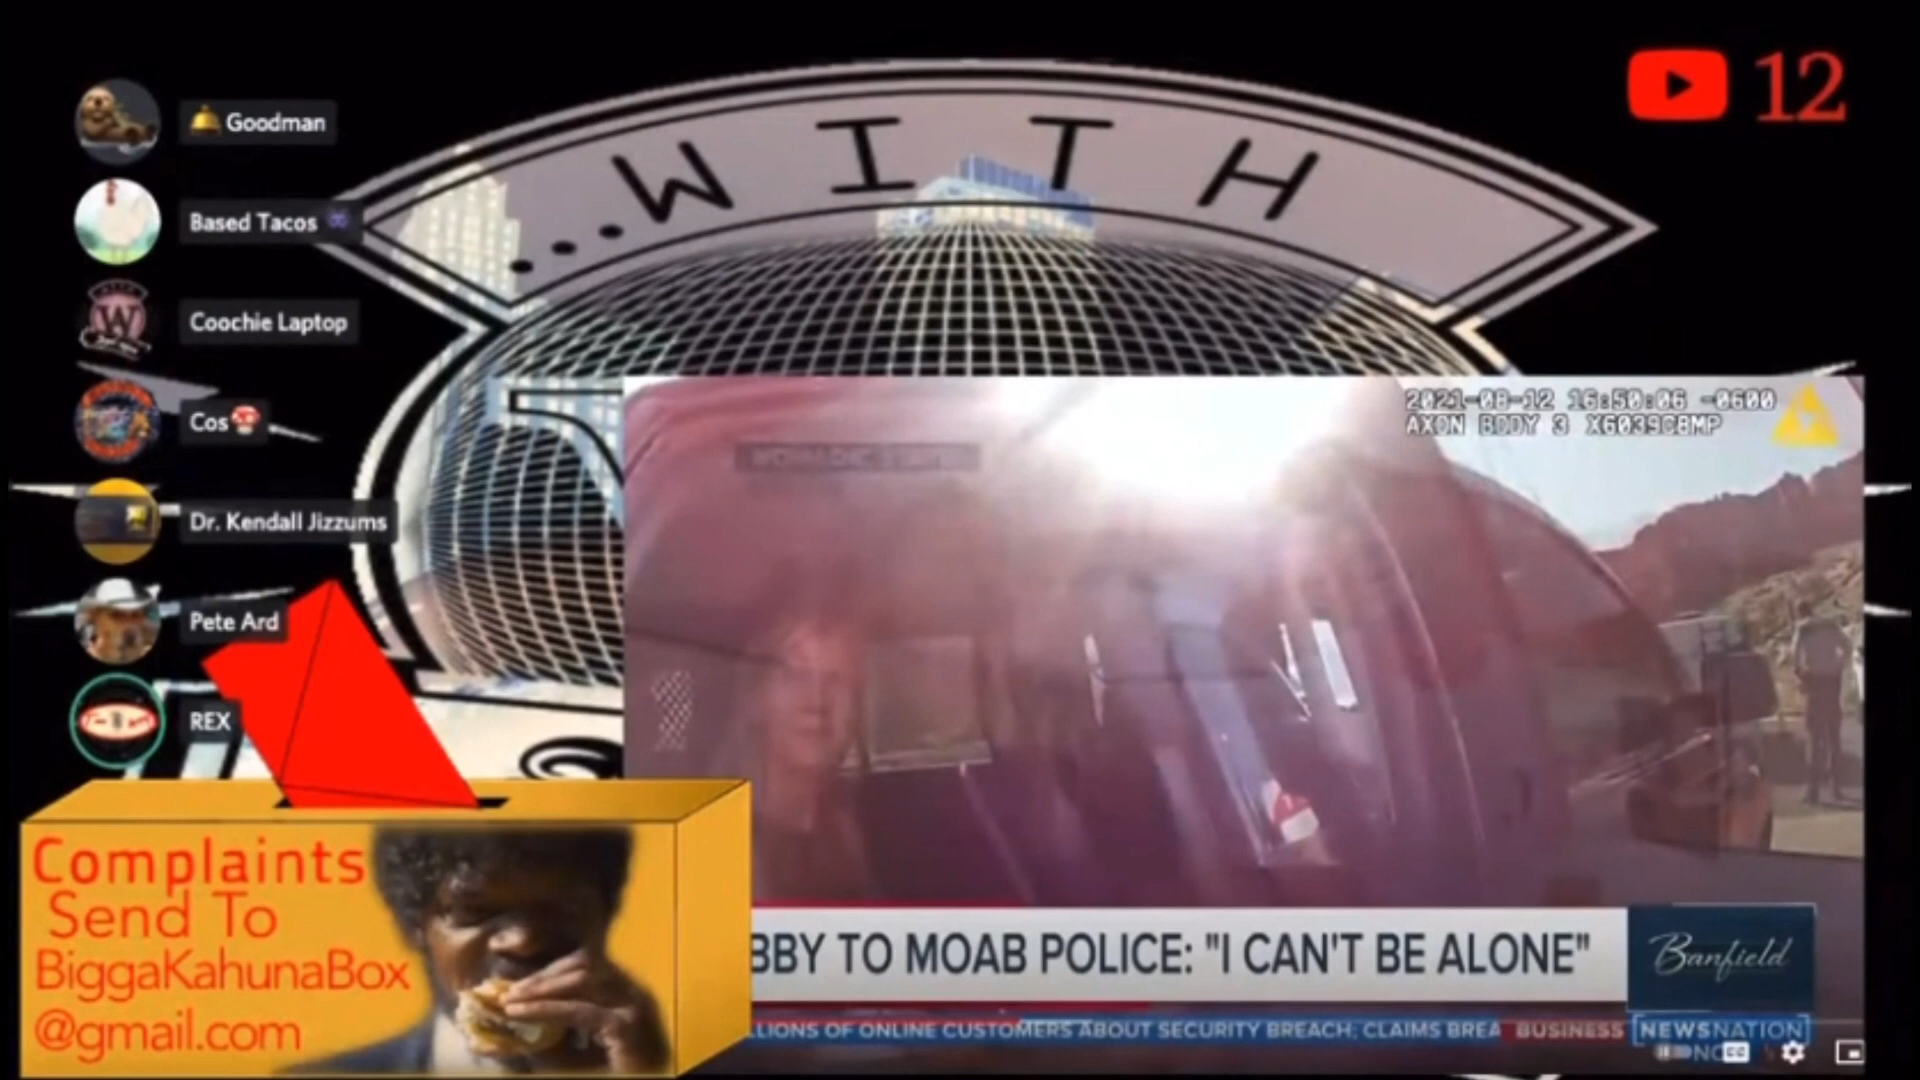 12
...WITH
Goodman
Based Tacos
Coochie Laptop
Cos
Dr. Kendall Jizzums
Pete Ard
REX
2021-08-12 16:50:06 -0600
AXON BODY 3 X6039C8MP
Complaints
Send To
BiggaKahunaBox
@gmail.com
BBY TO MOAB POLICE: "I CAN'T BE ALONE"
Banfield
LLIONS OF ONLINE CUSTOMERS ABOUT SECURITY BREACH; CLAIMS BREA
BUSINESS
NEWSNATION
CC